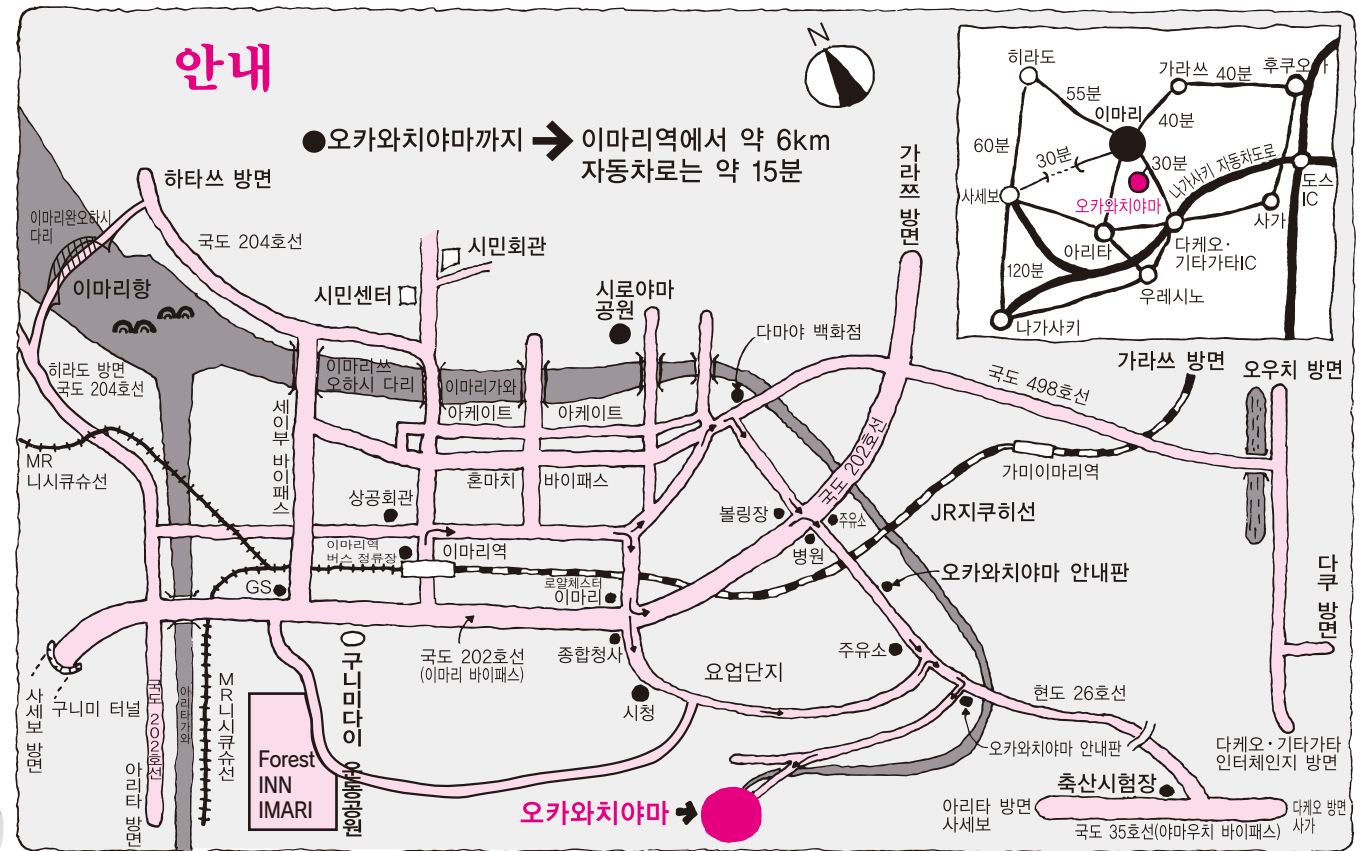 안내
N
●오카와치야마까지 ➔ 이마리역에서 약 6km
자동차로는 약 15분
히라도
가라쓰
40분
후쿠오카
55분
이마리
40분
60분
30분
30분
나가사키 자동차도로
사세보
오카와치야마
도스
IC
사가
아리타
다케오·
기타가타IC
120분
우레시노
나가사키
하타쓰 방면
이마리완오하시
다리
국도 204호선
이마리항
시민회관
시민센터
시로야마
공원
가라쯔 방면
다마야 백화점
가라쯔 방면
오우치 방면
히라도 방면
국도 204호선
이마리쯔
오하시 다리
이마리가와
국도 498호선
세이부 바이패스
아케이트
아케이트
국도 202호선
MR
니시큐슈선
혼마치
바이패스
가미이마리역
상공회관
볼링장
주유소
JR지쿠히선
이마리역
버스 정류장
이마리역
병원
GS
로얄체스터
이마리
오카와치야마 안내판
다쿠 방면
국도 202호선
(이마리 바이패스)
종합청사
주유소
요업단지
사세보 방면
구니미 터널
국도 202호선
아리타가와
MR니시큐슈선
구니미다이 운동공원
시청
현도 26호선
아리타 방면
Forest
INN
IMARI
오카와치야마 안내판
다케오·기타가타
인터체인지 방면
오카와치야마 ➔
축산시험장
아리타 방면
사세보
다케오 방면
사가
국도 35호선(야마우치 바이패스)